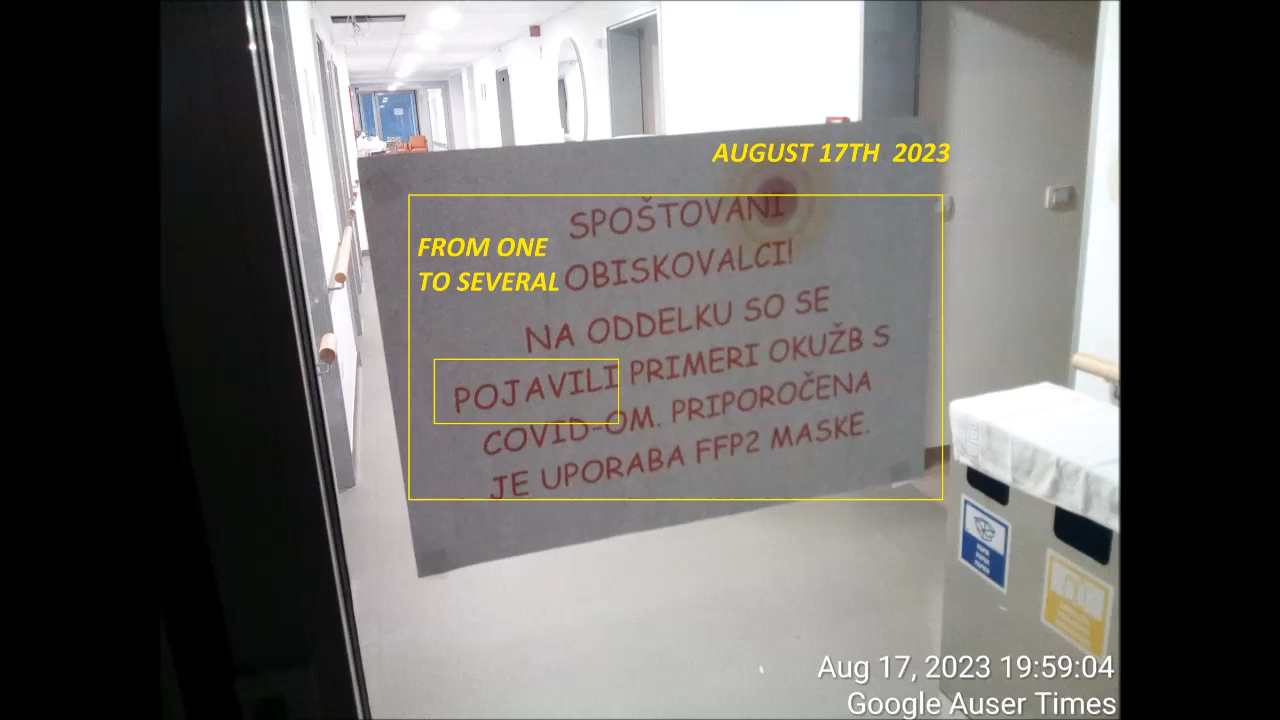 AUGUST 17TH 2023
SPOŠTOVANI
FROM ONE
TO SEVERAL
OBISKOVALCI!
NA ODDELKU SO SE
POJAVILI PRIMERI OKUŽB S
COVID-OM. PRIPOROČENA
JE UPORABA FFP2 MASKE.
Aug 17, 2023 19:59:04
Google Auser Times